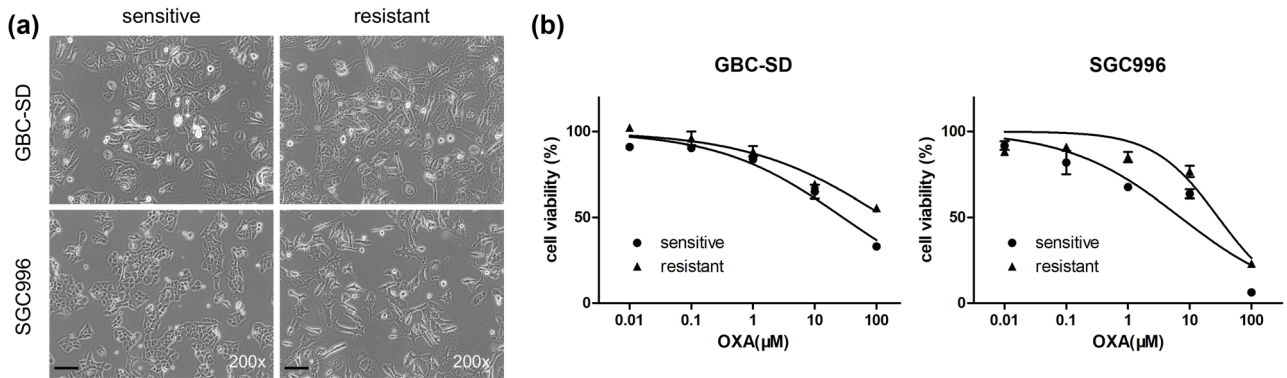 (a)
sensitive
resistant
GBC-SD
SGC996
200x
200x
(b)
GBC-SD
cell viability (%)
100
50
0
sensitive
resistant
0.01 0.1 1 10 100
OXA(µM)
SGC996
cell viability (%)
100
50
0
sensitive
resistant
0.01 0.1 1 10 100
OXA(µM)